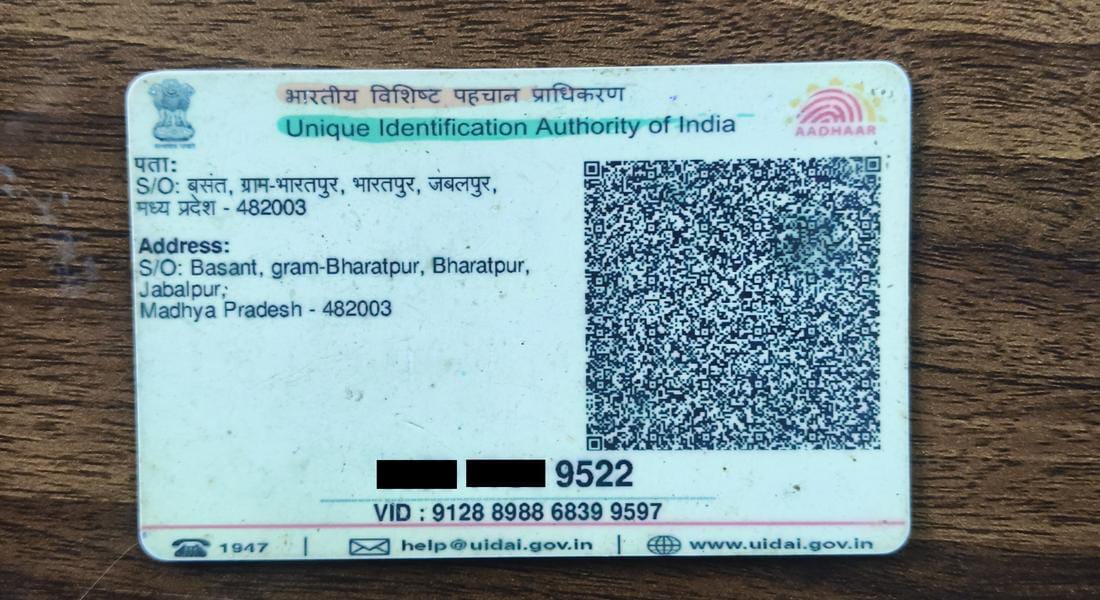 भारतीय विशिष्ट पहचान प्राधिकरण
Unique Identification Authority of India
AADHAAR
पता:
S/O: बसंत, ग्राम-भारतपुर, भारतपुर, जबलपुर,
मध्य प्रदेश - 482003
Address:
S/O: Basant, gram-Bharatpur, Bharatpur,
Jabalpur,
Madhya Pradesh - 482003
9522
VID : 9128 8988 6839 9597
1947 | help@uidai.gov.in | www.uidai.gov.in